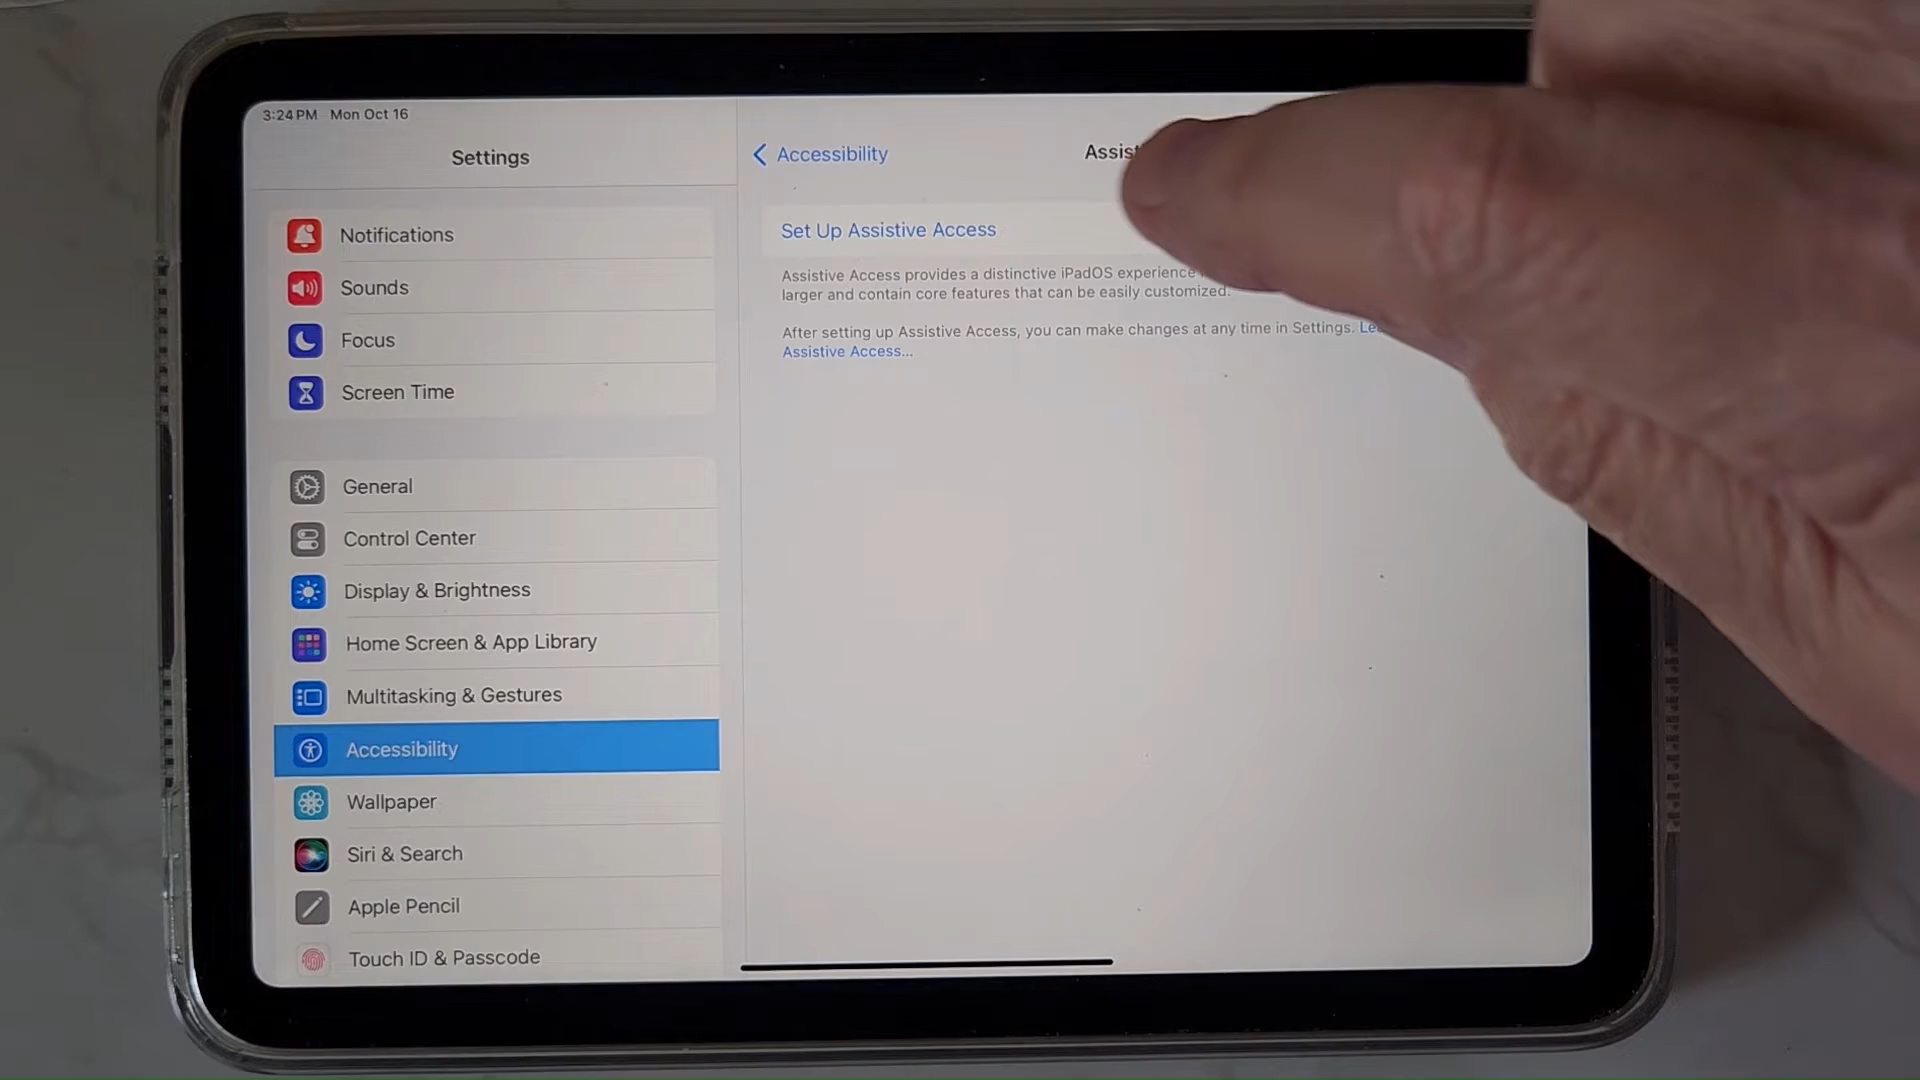 3:24 PM Mon Oct 16
Settings
Notifications
Sounds
Focus
Screen Time
General
Control Center
Display & Brightness
Home Screen & App Library
Multitasking & Gestures
Accessibility
Wallpaper
Siri & Search
Apple Pencil
Touch ID & Passcode
Accessibility
Set Up Assistive Access
Assistive Access provides a distinctive iPadOS experience
larger and contain core features that can be easily customized.
After setting up Assistive Access, you can make changes at any time in Settings.
Assistive Access...